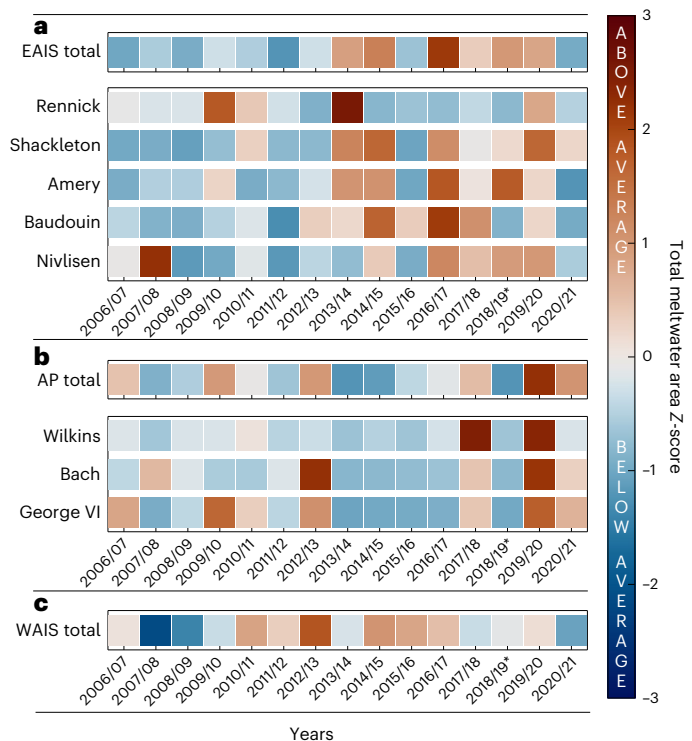 a
EAIS total
Rennick
Shackleton
Amery
Baudouin
Nivlisen
2006/07 2007/08 2008/09 2009/10 2010/11 2011/12 2012/13 2013/14 2014/15 2015/16 2016/17 2017/18 2018/19* 2019/20 2020/21
b
AP total
Wilkins
Bach
George VI
2006/07 2007/08 2008/09 2009/10 2010/11 2011/12 2012/13 2013/14 2014/15 2015/16 2016/17 2017/18 2018/19* 2019/20 2020/21
c
WAIS total
2006/07 2007/08 2008/09 2009/10 2010/11 2011/12 2012/13 2013/14 2014/15 2015/16 2016/17 2017/18 2018/19* 2019/20 2020/21
Years
ABOVE AVERAGE
BELOW AVERAGE
3
2
1
0
–1
–2
–3
Total meltwater area Z-score